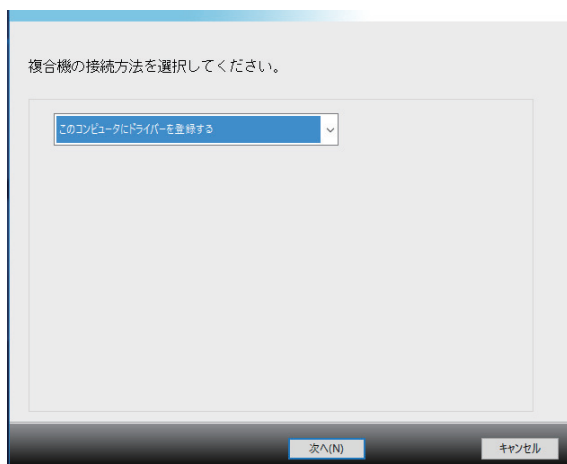 複合機の接続方法を選択してください。
このコンピュータにドライバーを登録する
次へ(N)
キャンセル